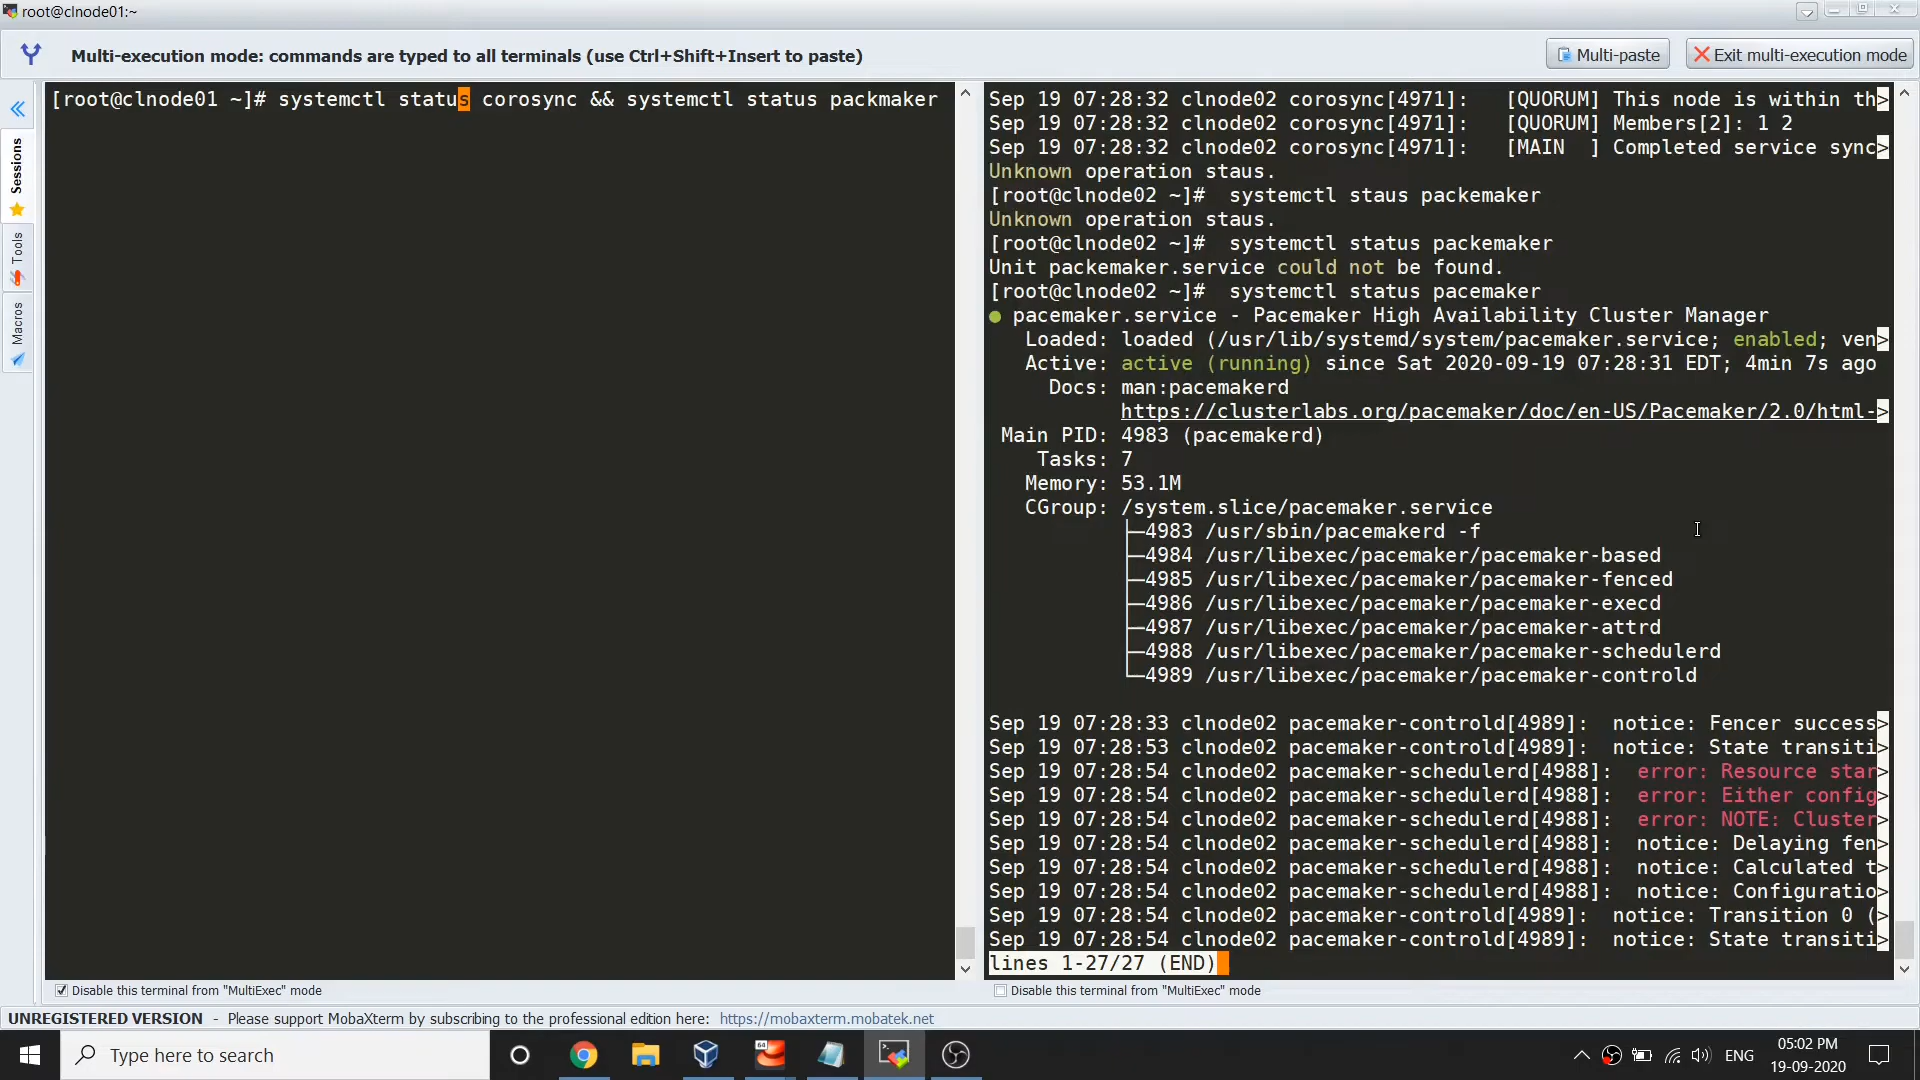 root@clnode01:~
Multi-execution mode: commands are typed to all terminals (use Ctrl+Shift+Insert to paste)
Multi-paste
Exit multi-execution mode
Sessions
Tools
Macros
[root@clnode01 ~]# systemctl status corosync && systemctl status packmaker
Sep 19 07:28:32 clnode02 corosync[4971]:   [QUORUM] This node is within th>
Sep 19 07:28:32 clnode02 corosync[4971]:   [QUORUM] Members[2]: 1 2
Sep 19 07:28:32 clnode02 corosync[4971]:   [MAIN  ] Completed service sync>
Unknown operation staus.
[root@clnode02 ~]#  systemctl staus packemaker
Unknown operation staus.
[root@clnode02 ~]#  systemctl status packemaker
Unit packemaker.service could not be found.
[root@clnode02 ~]#  systemctl status pacemaker
● pacemaker.service - Pacemaker High Availability Cluster Manager
Loaded: loaded (/usr/lib/systemd/system/pacemaker.service; enabled; ven>
Active: active (running) since Sat 2020-09-19 07:28:31 EDT; 4min 7s ago
Docs: man:pacemakerd
https://clusterlabs.org/pacemaker/doc/en-US/Pacemaker/2.0/html->
Main PID: 4983 (pacemakerd)
Tasks: 7
Memory: 53.1M
CGroup: /system.slice/pacemaker.service
├─4983 /usr/sbin/pacemakerd -f
├─4984 /usr/libexec/pacemaker/pacemaker-based
├─4985 /usr/libexec/pacemaker/pacemaker-fenced
├─4986 /usr/libexec/pacemaker/pacemaker-execd
├─4987 /usr/libexec/pacemaker/pacemaker-attrd
├─4988 /usr/libexec/pacemaker/pacemaker-schedulerd
└─4989 /usr/libexec/pacemaker/pacemaker-controld
Sep 19 07:28:33 clnode02 pacemaker-controld[4989]:  notice: Fencer success>
Sep 19 07:28:53 clnode02 pacemaker-controld[4989]:  notice: State transiti>
Sep 19 07:28:54 clnode02 pacemaker-schedulerd[4988]:  error: Resource star>
Sep 19 07:28:54 clnode02 pacemaker-schedulerd[4988]:  error: Either config>
Sep 19 07:28:54 clnode02 pacemaker-schedulerd[4988]:  error: NOTE: Cluster>
Sep 19 07:28:54 clnode02 pacemaker-schedulerd[4988]:  notice: Delaying fen>
Sep 19 07:28:54 clnode02 pacemaker-schedulerd[4988]:  notice: Calculated t>
Sep 19 07:28:54 clnode02 pacemaker-schedulerd[4988]:  notice: Configuratio>
Sep 19 07:28:54 clnode02 pacemaker-controld[4989]:  notice: Transition 0 (>
Sep 19 07:28:54 clnode02 pacemaker-controld[4989]:  notice: State transiti>
lines 1-27/27 (END)
Disable this terminal from "MultiExec" mode
Disable this terminal from "MultiExec" mode
UNREGISTERED VERSION  -  Please support MobaXterm by subscribing to the professional edition here:  https://mobaxterm.mobatek.net
Type here to search
64
ENG
05:02 PM
19-09-2020